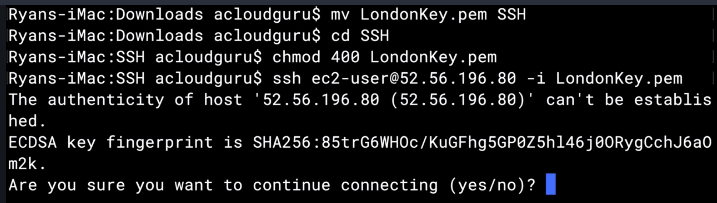 Ryans-iMac:Downloads acloudguru$ mv LondonKey.pem SSH
Ryans-iMac:Downloads acloudguru$ cd SSH
Ryans-iMac:SSH acloudguru$ chmod 400 LondonKey.pem
Ryans-iMac:SSH acloudguru$ ssh ec2-user@52.56.196.80 -i LondonKey.pem
The authenticity of host '52.56.196.80 (52.56.196.80)' can't be establis
hed.
ECDSA key fingerprint is SHA256:85trG6WHOc/KuGFhg5GP0Z5hl46j0ORygCchJ6aO
m2k.
Are you sure you want to continue connecting (yes/no)?